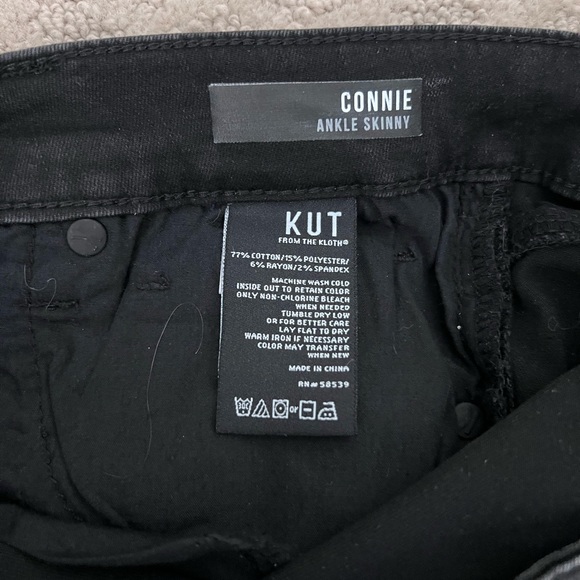 CONNIE
ANKLE SKINNY
KUT
FROM THE KLOTH®
77% COTTON/15% POLYESTER/
6% RAYON/2% SPANDEX
MACHINE WASH COLD
INSIDE OUT TO RETAIN COLOR
ONLY NON-CHLORINE BLEACH
WHEN NEEDED
TUMBLE DRY LOW
OR FOR BETTER CARE
LAY FLAT TO DRY
WARM IRON IF NECESSARY
COLOR MAY TRANSFER
WHEN NEW
MADE IN CHINA
RN# 58539
30C or